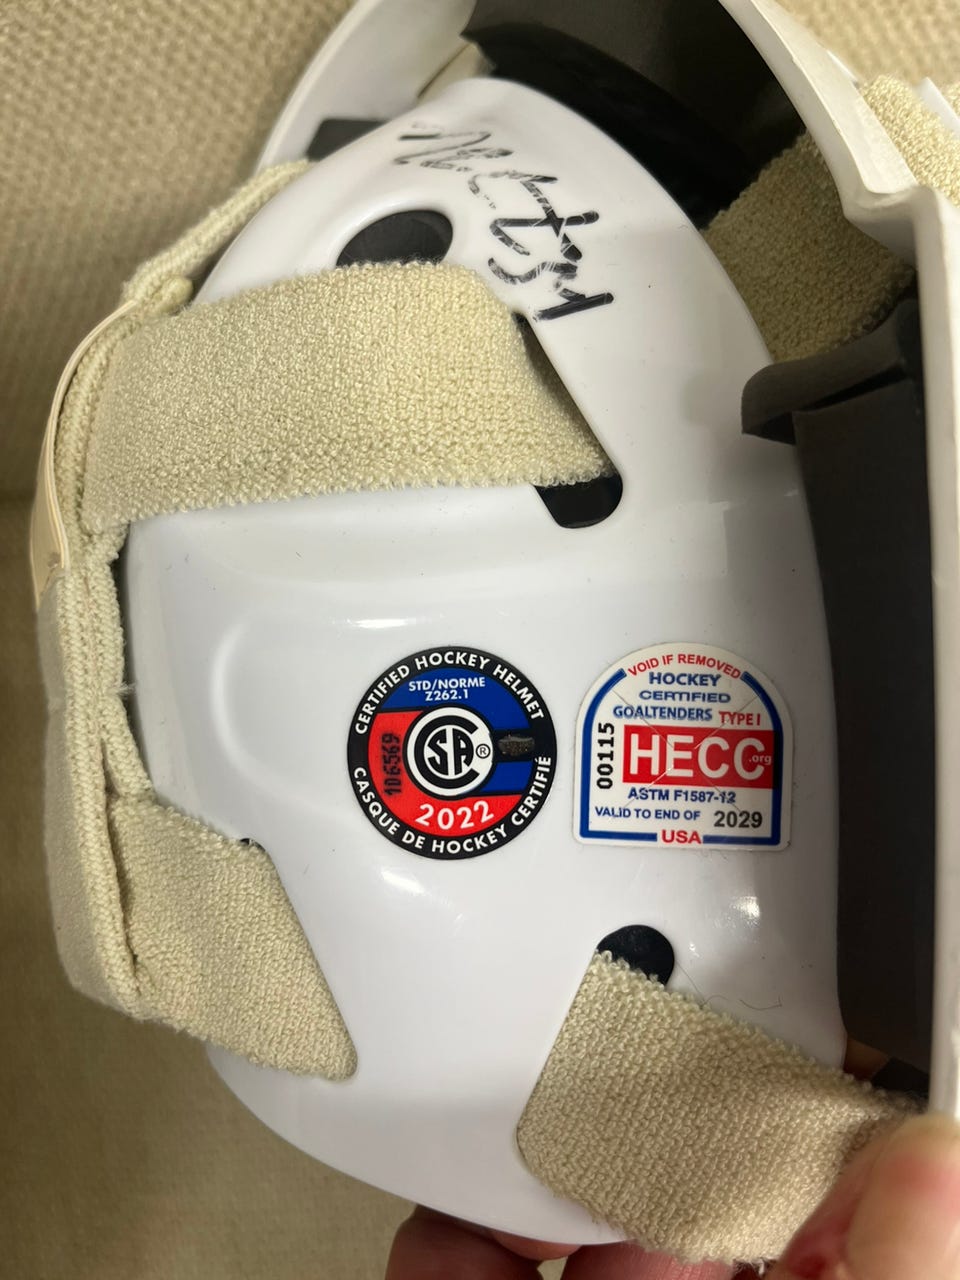 CERTIFIED HOCKEY HELMET
STD/NORME
Z262.1
106569
CSA®
2022
CASQUE DE HOCKEY CERTIFIÉ
VOID IF REMOVED
HOCKEY
CERTIFIED
GOALTENDERS TYPE I
00115
HECC.org
ASTM F1587-12
VALID TO END OF 2029
USA